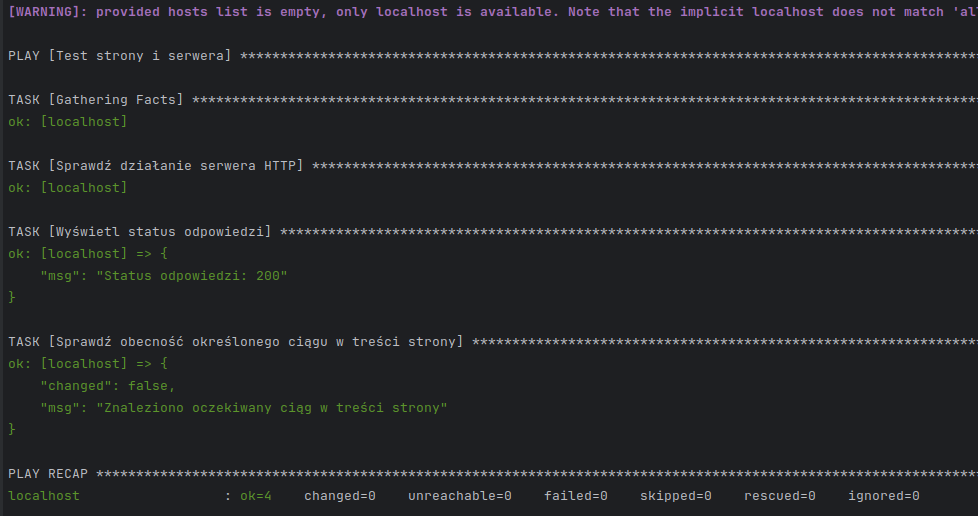 [WARNING]: provided hosts list is empty, only localhost is available. Note that the implicit localhost does not match 'al
PLAY [Test strony i serwera] ********************************************************************************************
TASK [Gathering Facts] **************************************************************************************************
ok: [localhost]
TASK [Sprawdź działanie serwera HTTP] ***********************************************************************************
ok: [localhost]
TASK [Wyświetl status odpowiedzi] ***************************************************************************************
ok: [localhost] => {
    "msg": "Status odpowiedzi: 200"
}
TASK [Sprawdź obecność określonego ciągu w treści strony] ***************************************************************
ok: [localhost] => {
    "changed": false,
    "msg": "Znaleziono oczekiwany ciąg w treści strony"
}
PLAY RECAP **************************************************************************************************************
localhost                  : ok=4    changed=0    unreachable=0    failed=0    skipped=0    rescued=0    ignored=0